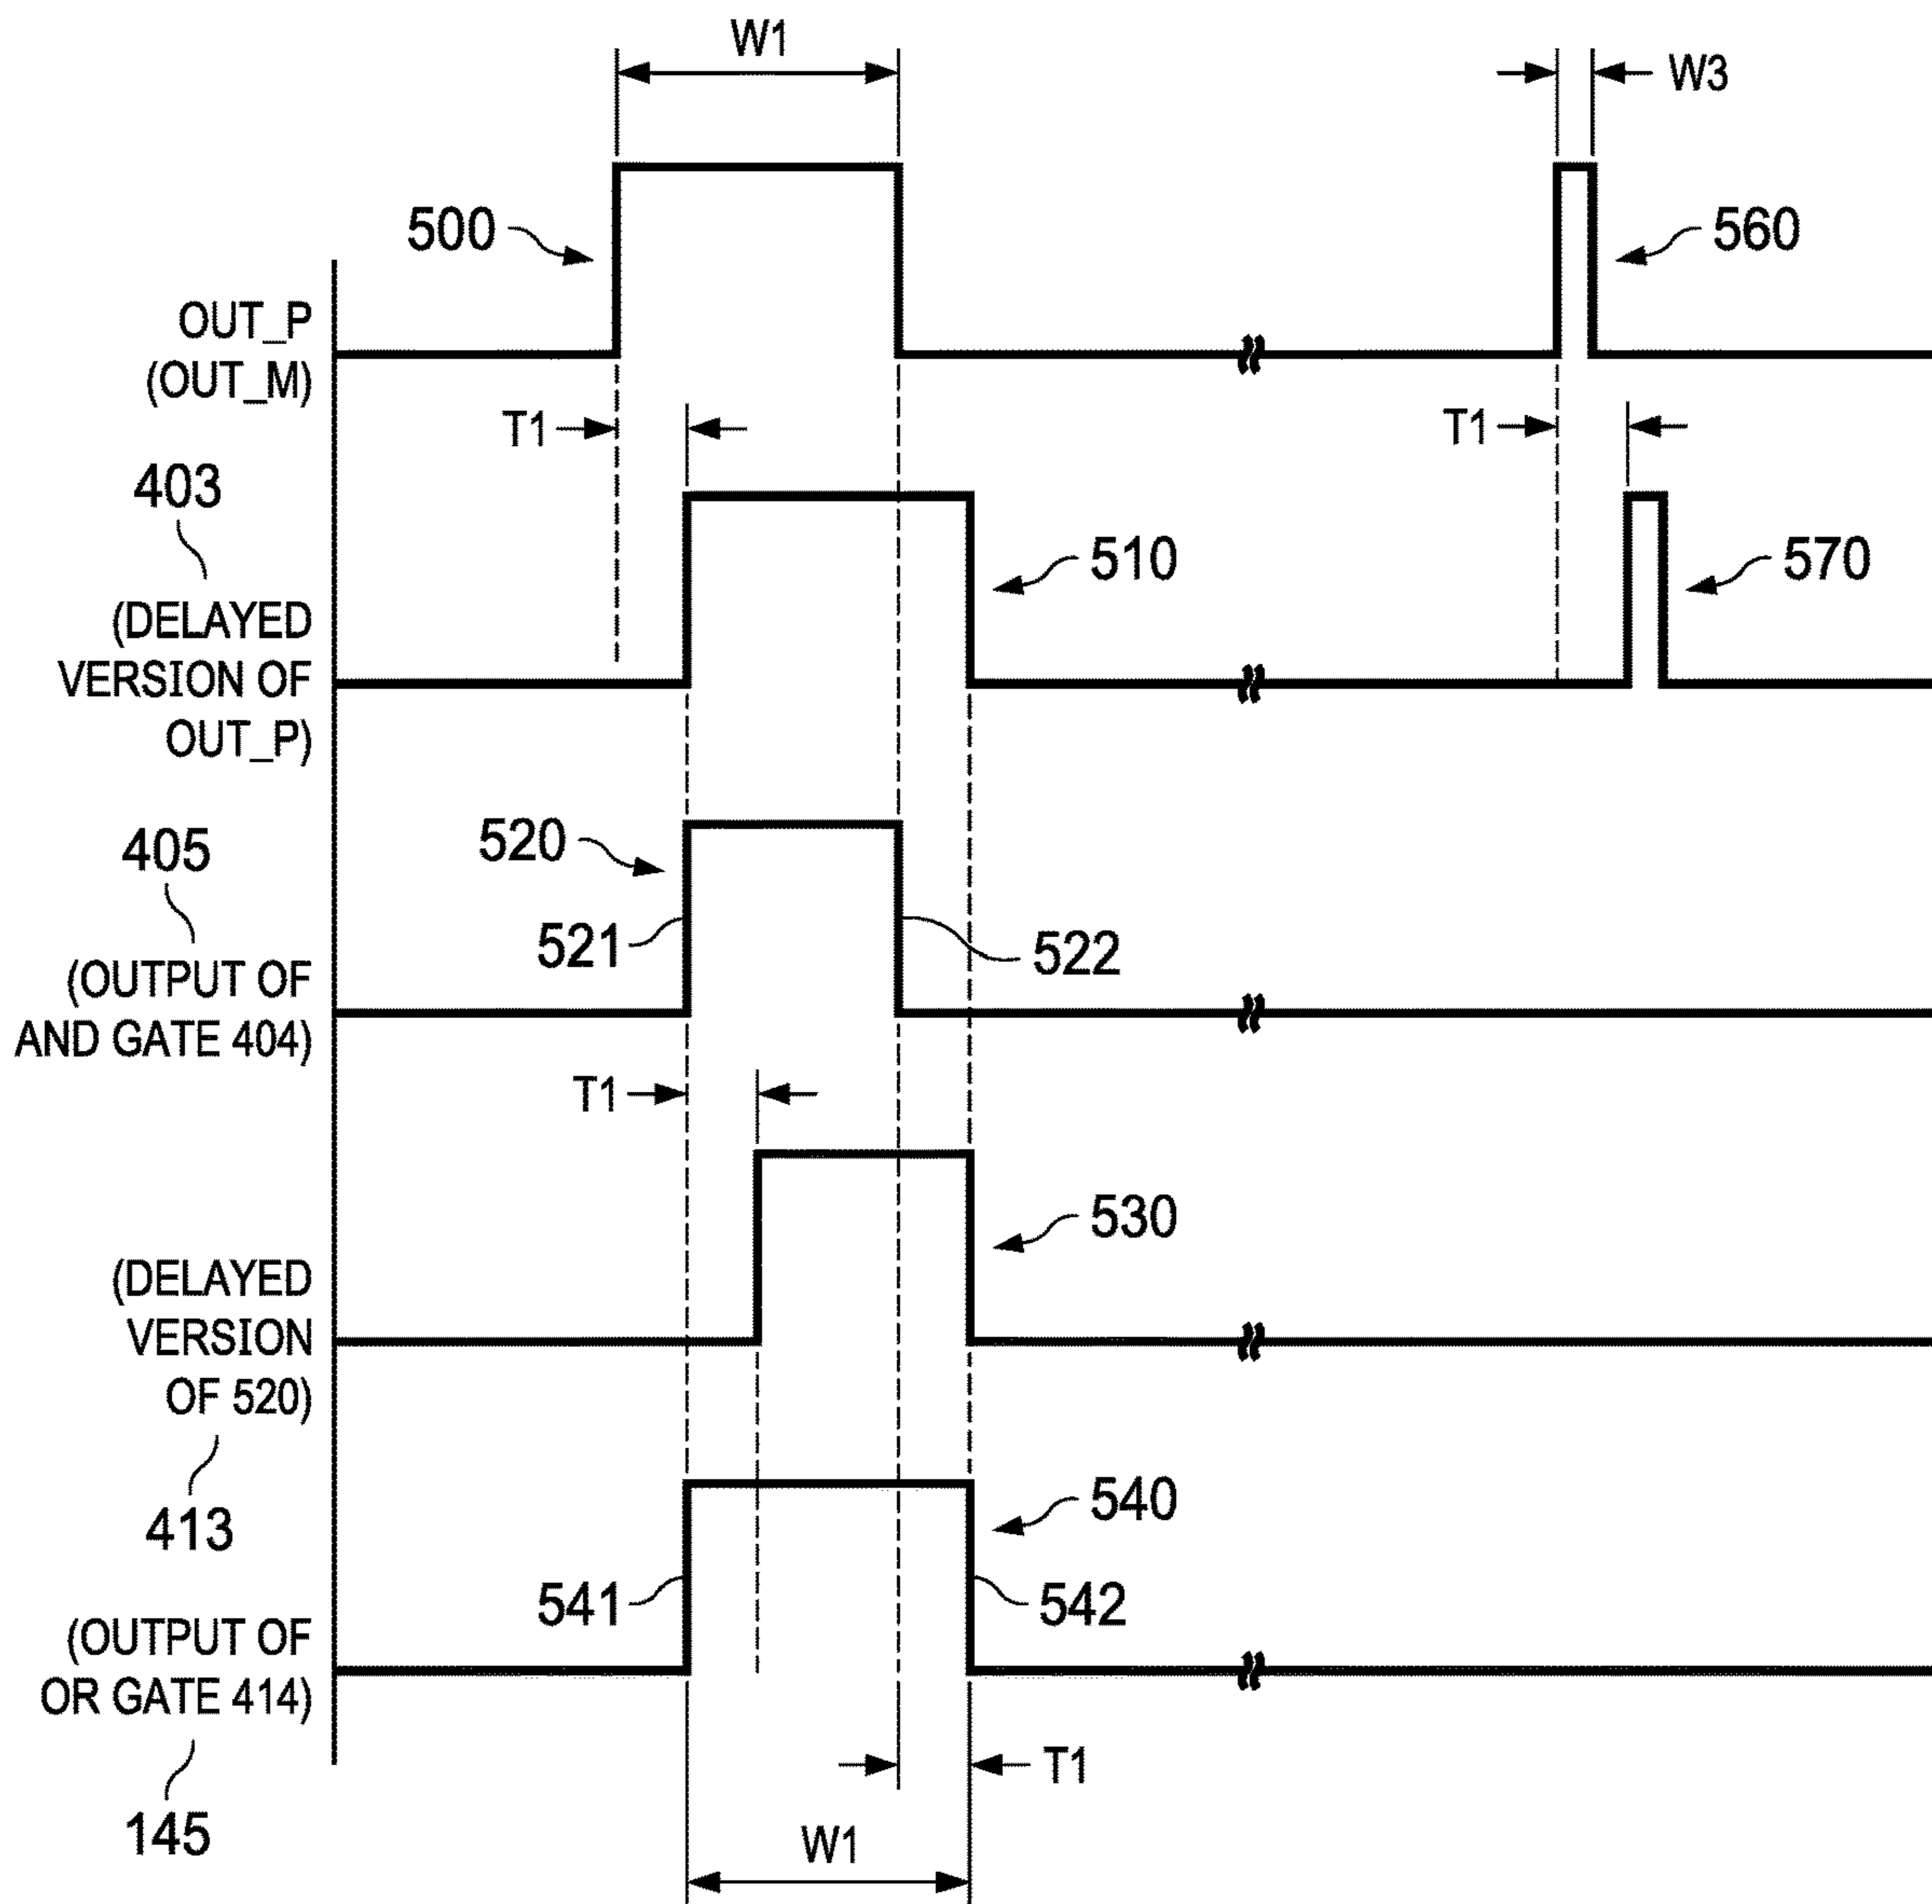 W1
W3
500
560
OUT_P
(OUT_M)
T1
T1
403
510
570
(DELAYED
VERSION OF
OUT_P)
405
520
521
522
(OUTPUT OF
AND GATE 404)
T1
530
(DELAYED
VERSION
OF 520)
413
540
541
542
(OUTPUT OF
OR GATE 414)
T1
145
W1